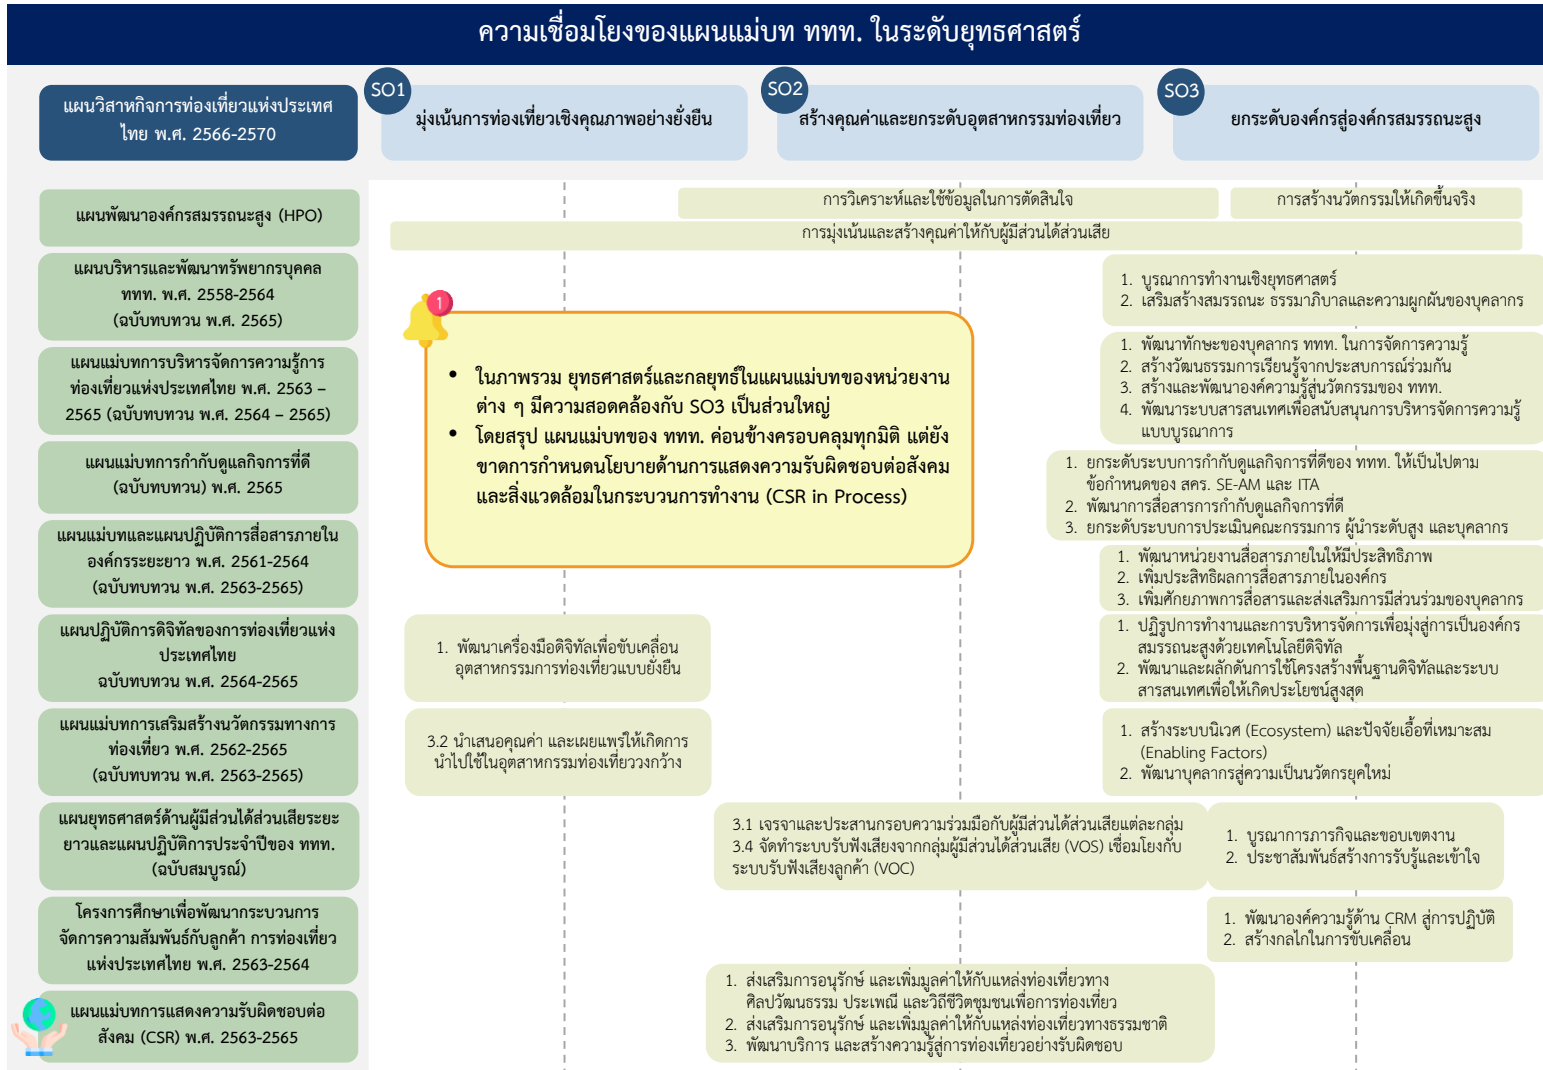 ความเชื่อมโยงของแผนแม่บท ททท. ในระดับยุทธศาสตร์
แผนวิสาหกิจการท่องเที่ยวแห่งประเทศ
ไทย พ.ศ. 2566-2570
SO1
มุ่งเน้นการท่องเที่ยวเชิงคุณภาพอย่างยั่งยืน
SO2
สร้างคุณค่าและยกระดับอุตสาหกรรมท่องเที่ยว
SO3
ยกระดับองค์กรสู่องค์กรสมรรถนะสูง
แผนพัฒนาองค์กรสมรรถนะสูง (HPO)
การวิเคราะห์และใช้ข้อมูลในการตัดสินใจ
การสร้างนวัตกรรมให้เกิดขึ้นจริง
การมุ่งเน้นและสร้างคุณค่าให้กับผู้มีส่วนได้ส่วนเสีย
แผนบริหารและพัฒนาทรัพยากรบุคคล
ททท. พ.ศ. 2558-2564
(ฉบับทบทวน พ.ศ. 2565)
1. บูรณาการทำงานเชิงยุทธศาสตร์
2. เสริมสร้างสมรรถนะ ธรรมาภิบาลและความผูกผันของบุคลากร
1
• ในภาพรวม ยุทธศาสตร์และกลยุทธ์ในแผนแม่บทของหน่วยงาน
ต่าง ๆ มีความสอดคล้องกับ SO3 เป็นส่วนใหญ่
• โดยสรุป แผนแม่บทของ ททท. ค่อนข้างครอบคลุมทุกมิติ แต่ยัง
ขาดการกำหนดนโยบายด้านการแสดงความรับผิดชอบต่อสังคม
และสิ่งแวดล้อมในกระบวนการทำงาน (CSR in Process)
แผนแม่บทการบริหารจัดการความรู้การ
ท่องเที่ยวแห่งประเทศไทย พ.ศ. 2563 –
2565 (ฉบับทบทวน พ.ศ. 2564 – 2565)
1. พัฒนาทักษะของบุคลากร ททท. ในการจัดการความรู้
2. สร้างวัฒนธรรมการเรียนรู้จากประสบการณ์ร่วมกัน
3. สร้างและพัฒนาองค์ความรู้สู่นวัตกรรมของ ททท.
4. พัฒนาระบบสารสนเทศเพื่อสนับสนุนการบริหารจัดการความรู้
แบบบูรณาการ
แผนแม่บทการกำกับดูแลกิจการที่ดี
(ฉบับทบทวน) พ.ศ. 2565
1. ยกระดับระบบการกำกับดูแลกิจการที่ดีของ ททท. ให้เป็นไปตาม
ข้อกำหนดของ สคร. SE-AM และ ITA
2. พัฒนาการสื่อสารการกำกับดูแลกิจการที่ดี
3. ยกระดับระบบการประเมินคณะกรรมการ ผู้นำระดับสูง และบุคลากร
แผนแม่บทและแผนปฏิบัติการสื่อสารภายใน
องค์กรระยะยาว พ.ศ. 2561-2564
(ฉบับทบทวน พ.ศ. 2563-2565)
1. พัฒนาหน่วยงานสื่อสารภายในให้มีประสิทธิภาพ
2. เพิ่มประสิทธิผลการสื่อสารภายในองค์กร
3. เพิ่มศักยภาพการสื่อสารและส่งเสริมการมีส่วนร่วมของบุคลากร
แผนปฏิบัติการดิจิทัลของการท่องเที่ยวแห่ง
ประเทศไทย
ฉบับทบทวน พ.ศ. 2564-2565
1. พัฒนาเครื่องมือดิจิทัลเพื่อขับเคลื่อน
อุตสาหกรรมการท่องเที่ยวแบบยั่งยืน
1. ปฏิรูปการทำงานและการบริหารจัดการเพื่อมุ่งสู่การเป็นองค์กร
สมรรถนะสูงด้วยเทคโนโลยีดิจิทัล
2. พัฒนาและผลักดันการใช้โครงสร้างพื้นฐานดิจิทัลและระบบ
สารสนเทศเพื่อให้เกิดประโยชน์สูงสุด
แผนแม่บทการเสริมสร้างนวัตกรรมทางการ
ท่องเที่ยว พ.ศ. 2562-2565
(ฉบับทบทวน พ.ศ. 2563-2565)
3.2 นำเสนอคุณค่า และเผยแพร่ให้เกิดการ
นำไปใช้ในอุตสาหกรรมท่องเที่ยววงกว้าง
1. สร้างระบบนิเวศ (Ecosystem) และปัจจัยเอื้อที่เหมาะสม
(Enabling Factors)
2. พัฒนาบุคลากรสู่ความเป็นนวัตกรยุคใหม่
แผนยุทธศาสตร์ด้านผู้มีส่วนได้ส่วนเสียระยะ
ยาวและแผนปฏิบัติการประจำปีของ ททท.
(ฉบับสมบูรณ์)
3.1 เจรจาและประสานกรอบความร่วมมือกับผู้มีส่วนได้ส่วนเสียแต่ละกลุ่ม
3.4 จัดทำระบบรับฟังเสียงจากกลุ่มผู้มีส่วนได้ส่วนเสีย (VOS) เชื่อมโยงกับ
ระบบรับฟังเสียงลูกค้า (VOC)
1. บูรณาการภารกิจและขอบเขตงาน
2. ประชาสัมพันธ์สร้างการรับรู้และเข้าใจ
โครงการศึกษาเพื่อพัฒนากระบวนการ
จัดการความสัมพันธ์กับลูกค้า การท่องเที่ยว
แห่งประเทศไทย พ.ศ. 2563-2564
1. พัฒนาองค์ความรู้ด้าน CRM สู่การปฏิบัติ
2. สร้างกลไกในการขับเคลื่อน
แผนแม่บทการแสดงความรับผิดชอบต่อ
สังคม (CSR) พ.ศ. 2563-2565
1. ส่งเสริมการอนุรักษ์ และเพิ่มมูลค่าให้กับแหล่งท่องเที่ยวทาง
ศิลปวัฒนธรรม ประเพณี และวิถีชีวิตชุมชนเพื่อการท่องเที่ยว
2. ส่งเสริมการอนุรักษ์ และเพิ่มมูลค่าให้กับแหล่งท่องเที่ยวทางธรรมชาติ
3. พัฒนาบริการ และสร้างความรู้สู่การท่องเที่ยวอย่างรับผิดชอบ